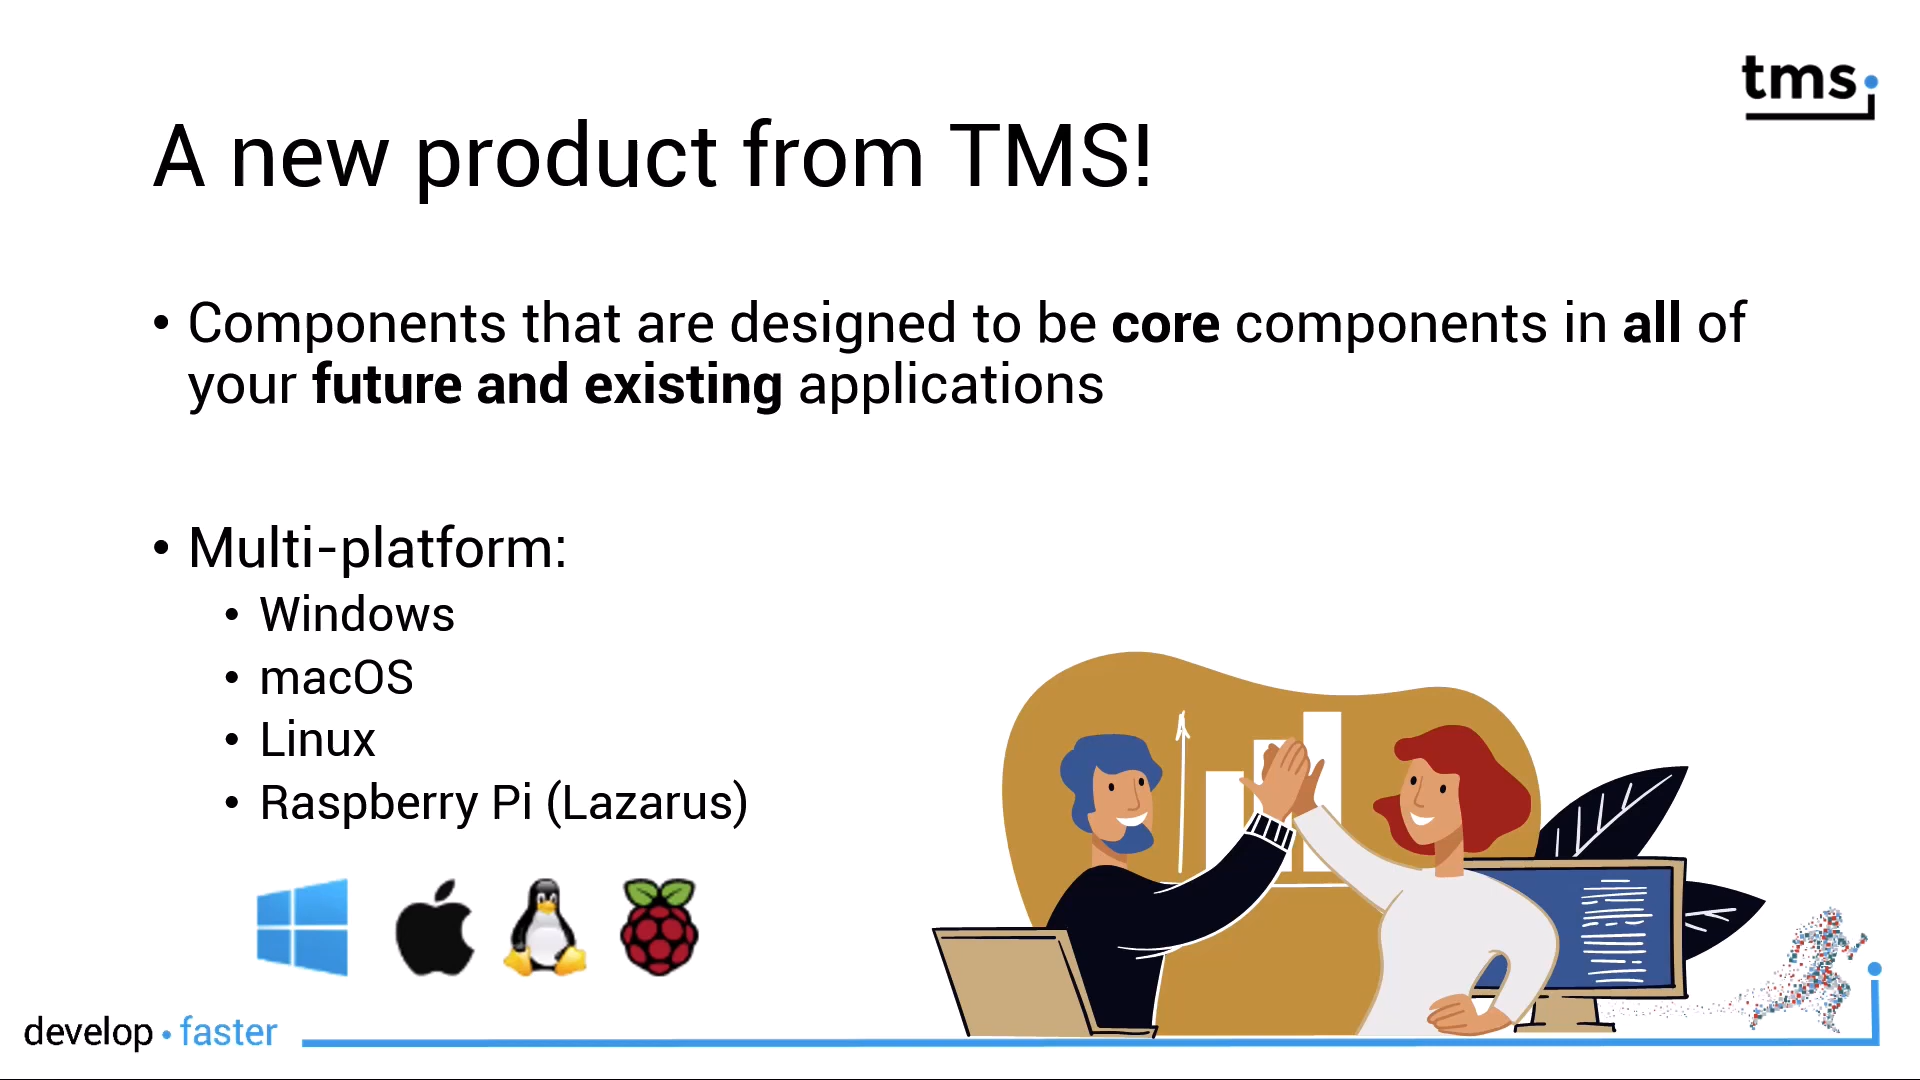 tms
A new product from TMS!
• Components that are designed to be core components in all of
your future and existing applications
• Multi-platform:
• Windows
• macOS
• Linux
• Raspberry Pi (Lazarus)
develop • faster